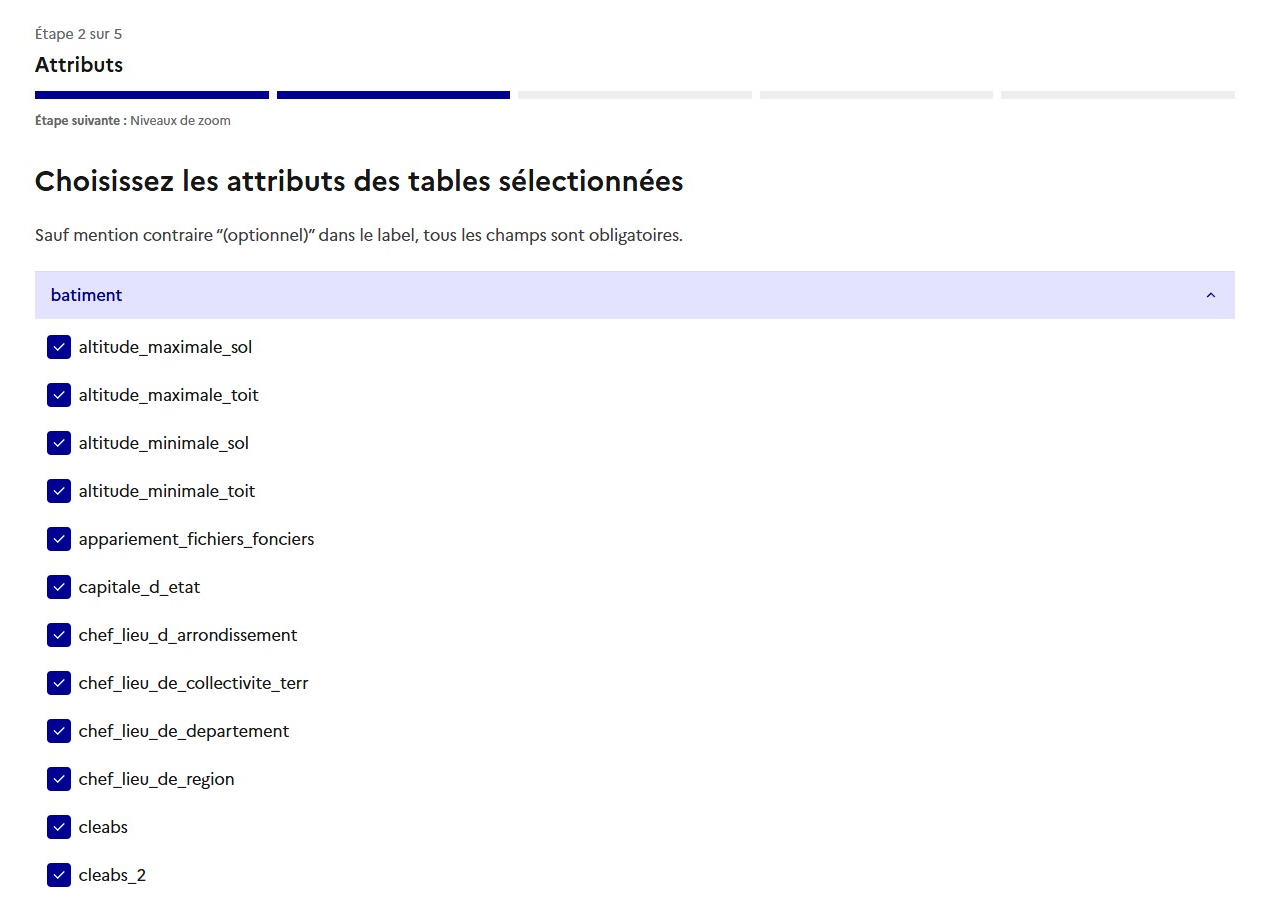 Étape 2 sur 5
Attributs
Étape suivante : Niveaux de zoom
Choisissez les attributs des tables sélectionnées
Sauf mention contraire “(optionnel)” dans le label, tous les champs sont obligatoires.
batiment
altitude_maximale_sol
altitude_maximale_toit
altitude_minimale_sol
altitude_minimale_toit
appariement_fichiers_fonciers
capitale_d_etat
chef_lieu_d_arrondissement
chef_lieu_de_collectivite_terr
chef_lieu_de_departement
chef_lieu_de_region
cleabs
cleabs_2